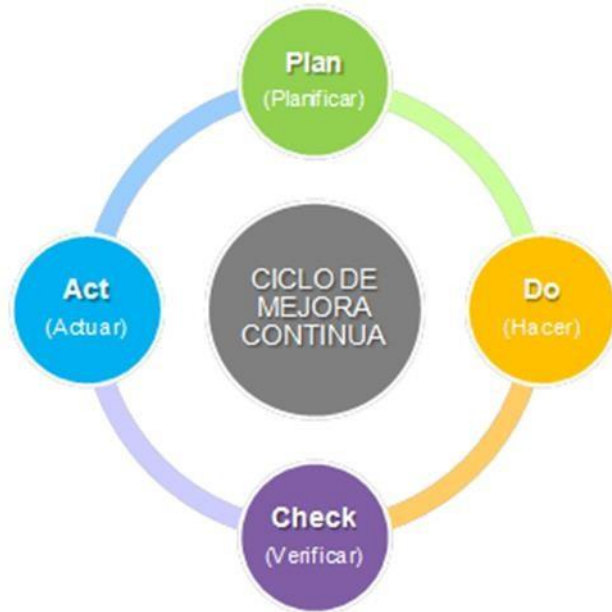 Plan
(Planificar)
Act
(Actuar)
CICLO DE
MEJORA
CONTINUA
Do
(Hacer)
Check
(Verificar)